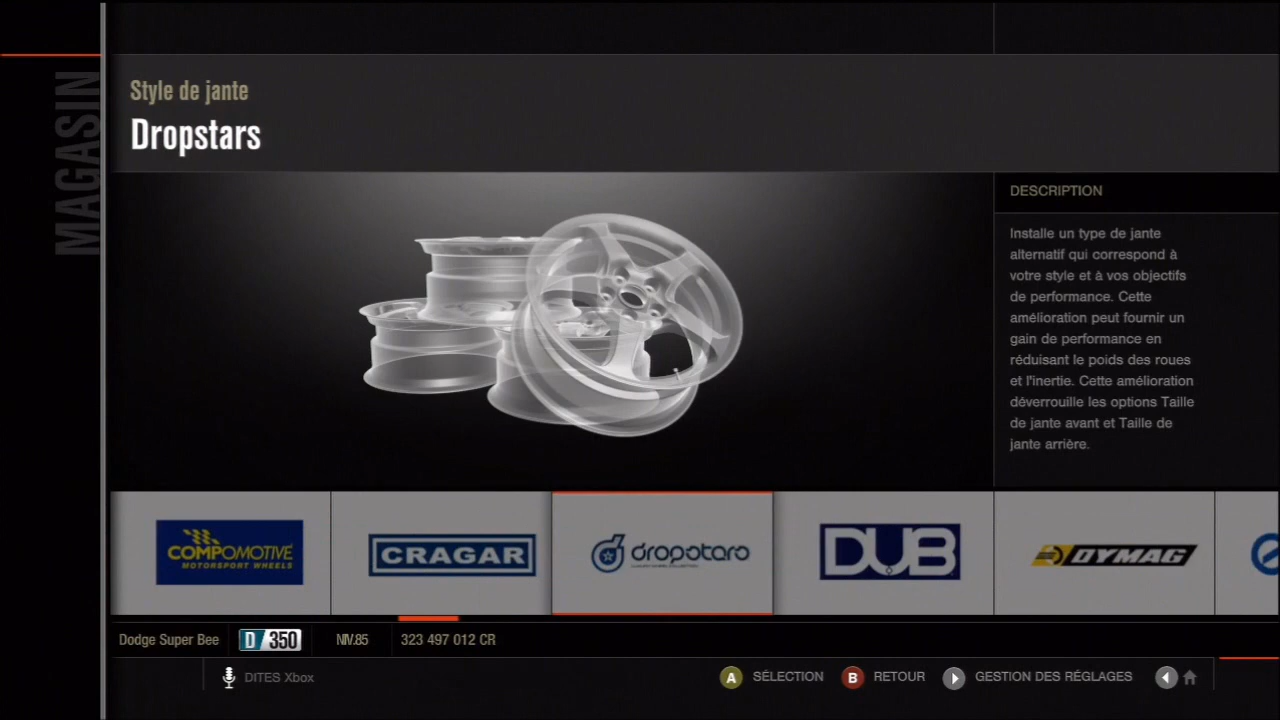 MAGASIN
Style de jante
Dropstars
DESCRIPTION
Installe un type de jante
alternatif qui correspond à
votre style et à vos objectifs
de performance. Cette
amélioration peut fournir un
gain de performance en
réduisant le poids des roues
et l'inertie. Cette amélioration
déverrouille les options Taille
de jante avant et Taille de
jante arrière.
COMPOMOTIVE
MOTORSPORT WHEELS
CRAGAR
dropstars
DUB
DYMAG
Dodge Super Bee D 350 NIV.85 323 497 012 CR
DITES Xbox A SÉLECTION B RETOUR GESTION DES RÉGLAGES